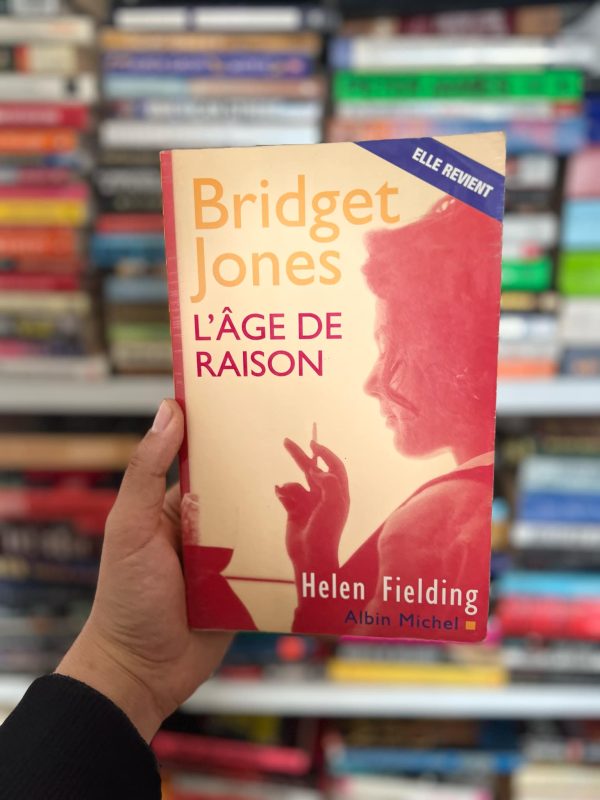 ELLE REVIENT
Bridget
Jones
L'ÂGE DE
RAISON
Helen Fielding
Albin Michel